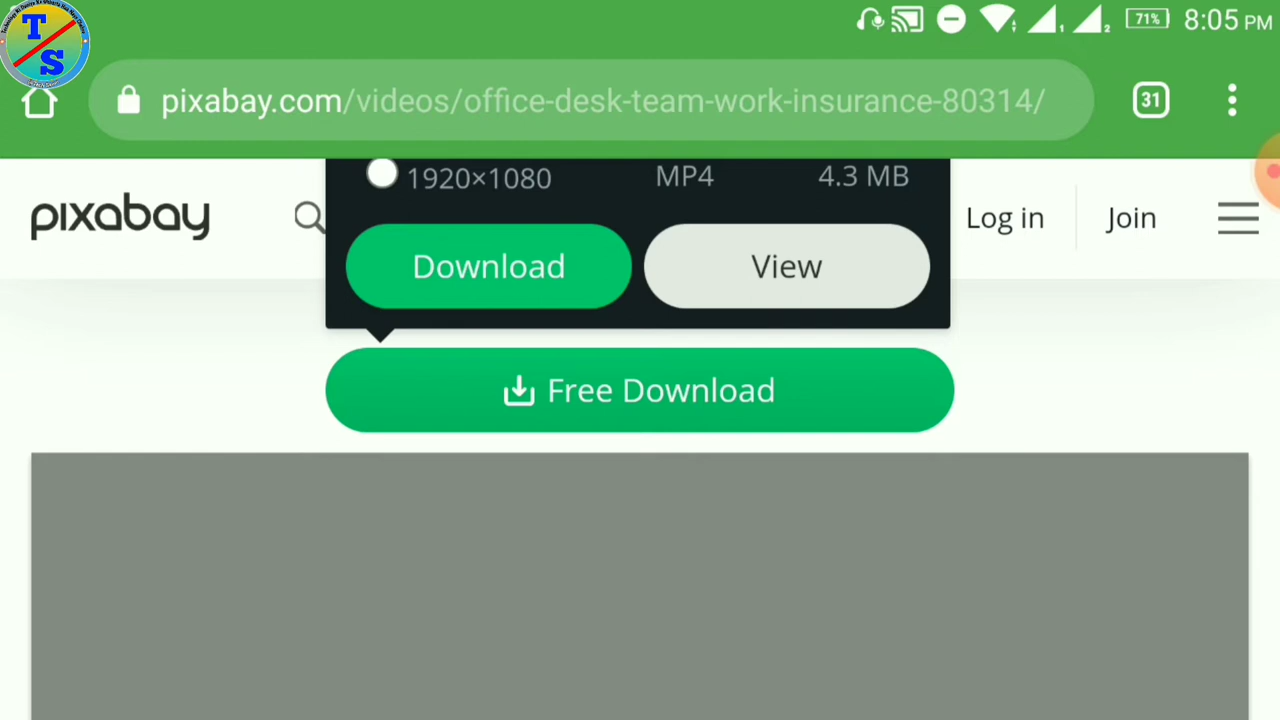 T
S
71%
8:05 PM
pixabay.com/videos/office-desk-team-work-insurance-80314/
31
1920×1080 MP4 4.3 MB
pixabay
Log in
Join
Download
View
Free Download